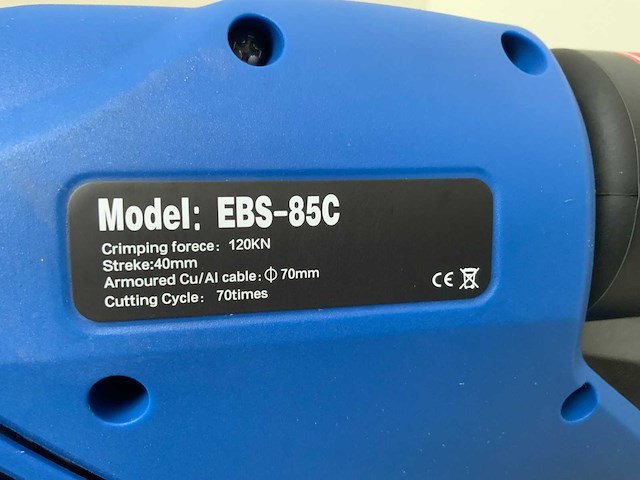 Model: EBS-85C
Crimping forece: 120KN
Streke:40mm
Armoured Cu/Al cable: Φ 70mm
Cutting Cycle: 70times
CE